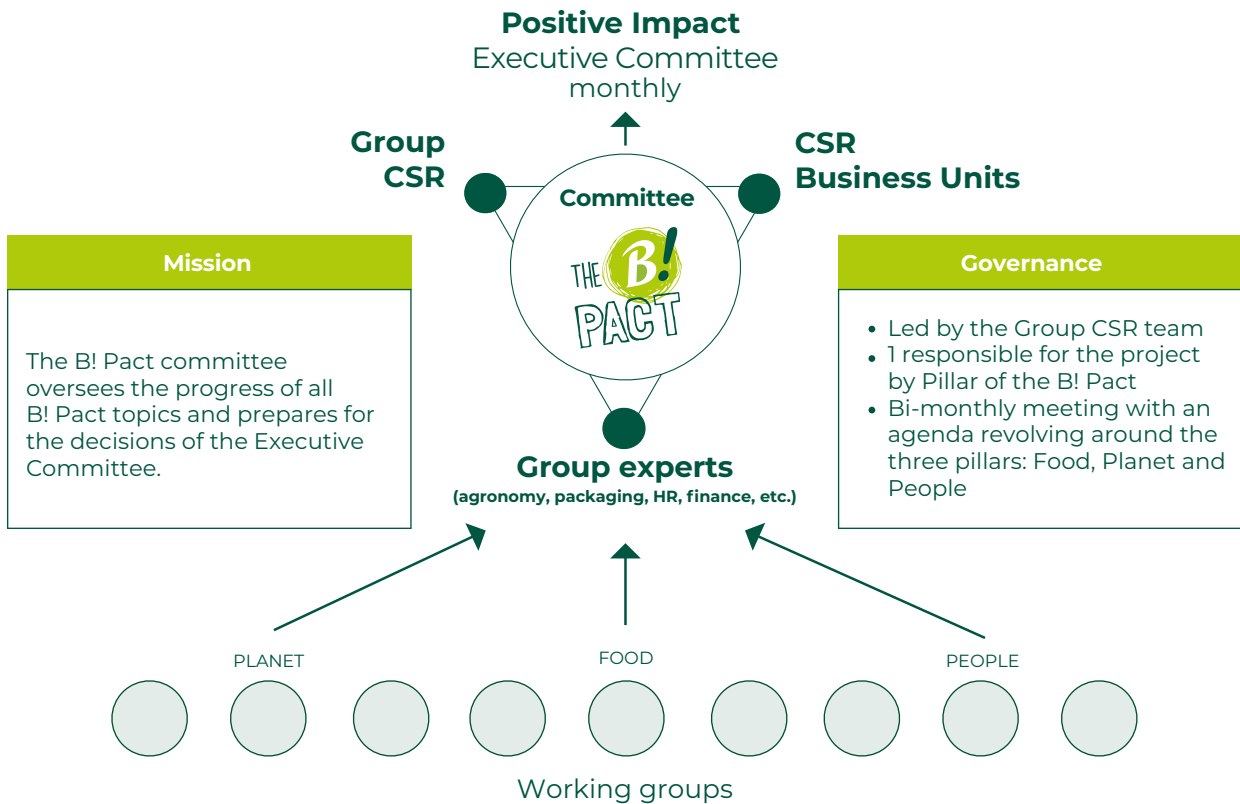 Positive Impact
Executive Committee
monthly
Group
CSR
CSR
Business Units
Committee
THE B!
PACT
Mission
The B! Pact committee
oversees the progress of all
B! Pact topics and prepares for
the decisions of the Executive
Committee.
Governance
• Led by the Group CSR team
• 1 responsible for the project
by Pillar of the B! Pact
• Bi-monthly meeting with an
agenda revolving around the
three pillars: Food, Planet and
People
Group experts
(agronomy, packaging, HR, finance, etc.)
PLANET
FOOD
PEOPLE
Working groups